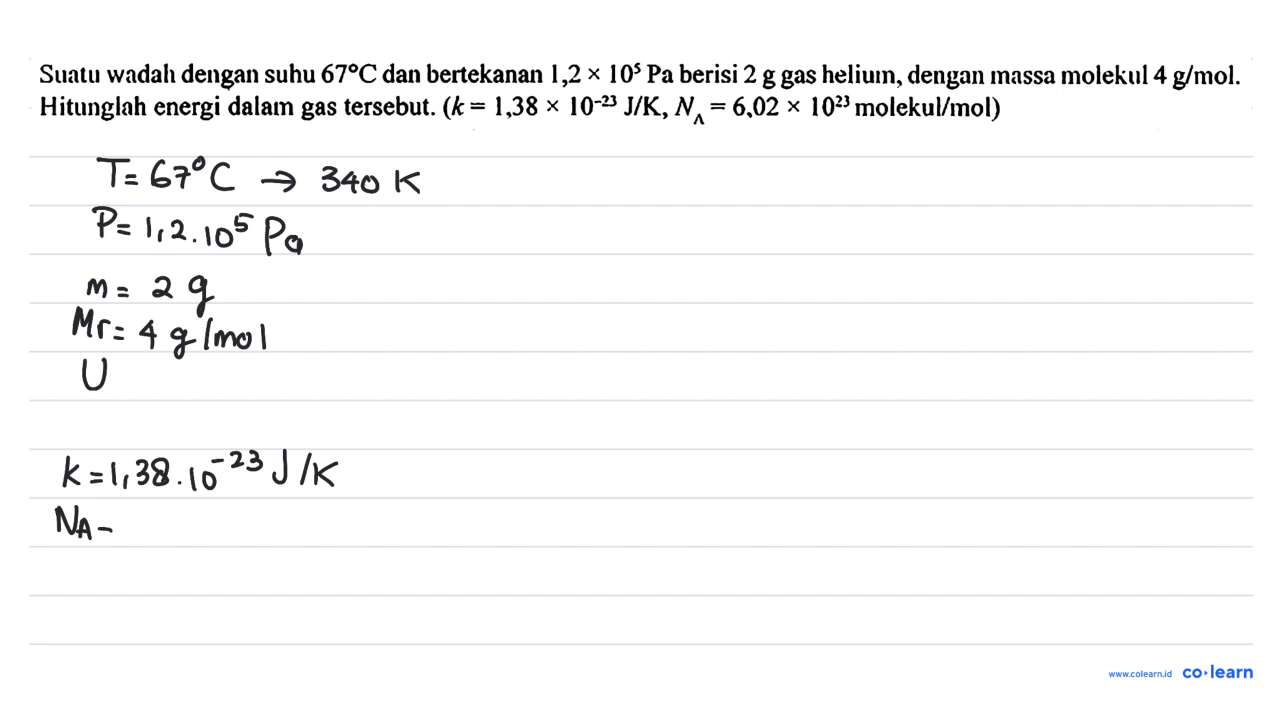 Suatu wadah dengan suhu 67°C dan bertekanan 1,2 × 10⁵ Pa berisi 2 g gas helium, dengan massa molekul 4 g/mol.
Hitunglah energi dalam gas tersebut. (k = 1,38 × 10⁻²³ J/K, N_A = 6,02 × 10²³ molekul/mol)
T = 67°C → 340 K
P = 1,2 . 10⁵ Pa
m = 2 g
Mr = 4 g/mol
U
k = 1,38 . 10⁻²³ J/K
NA -
www.colearn.id co·learn